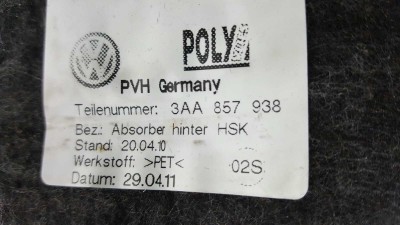 POLY
PVH Germany
Teilenummer: 3AA 857 938
Bez.: Absorber hinter HSK
Stand: 20.04.10
Werkstoff: >PET<
02S
Datum: 29.04.11